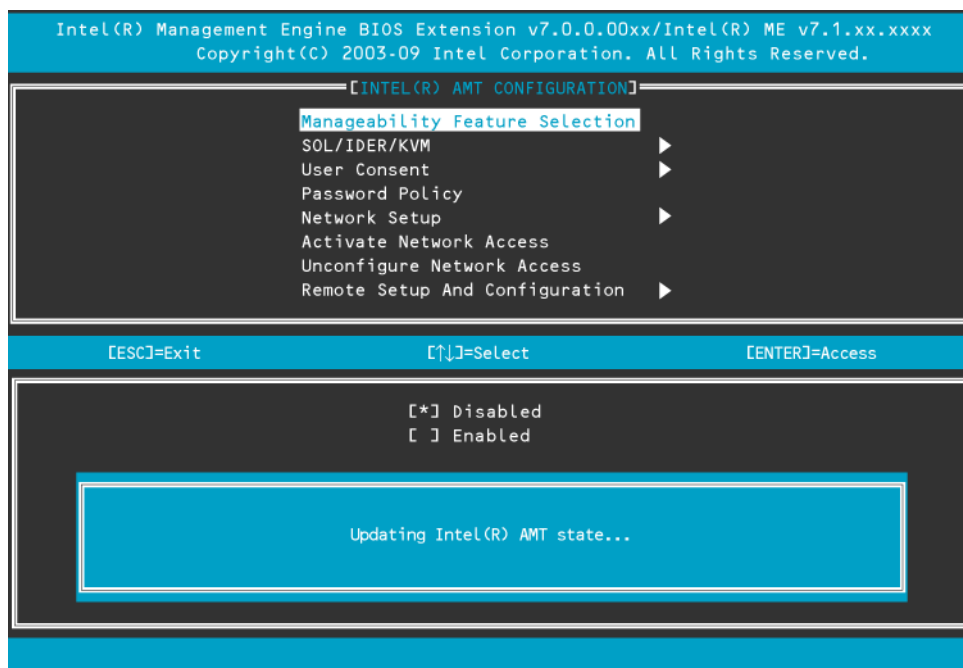 Intel(R) Management Engine BIOS Extension v7.0.0.00xx/Intel(R) ME v7.1.xx.xxxx
Copyright(C) 2003-09 Intel Corporation. All Rights Reserved.
[INTEL(R) AMT CONFIGURATION]
Manageability Feature Selection
SOL/IDER/KVM
User Consent
Password Policy
Network Setup
Activate Network Access
Unconfigure Network Access
Remote Setup And Configuration
[ESC]=Exit [↑↓]=Select [ENTER]=Access
[*] Disabled
[ ] Enabled
Updating Intel(R) AMT state...